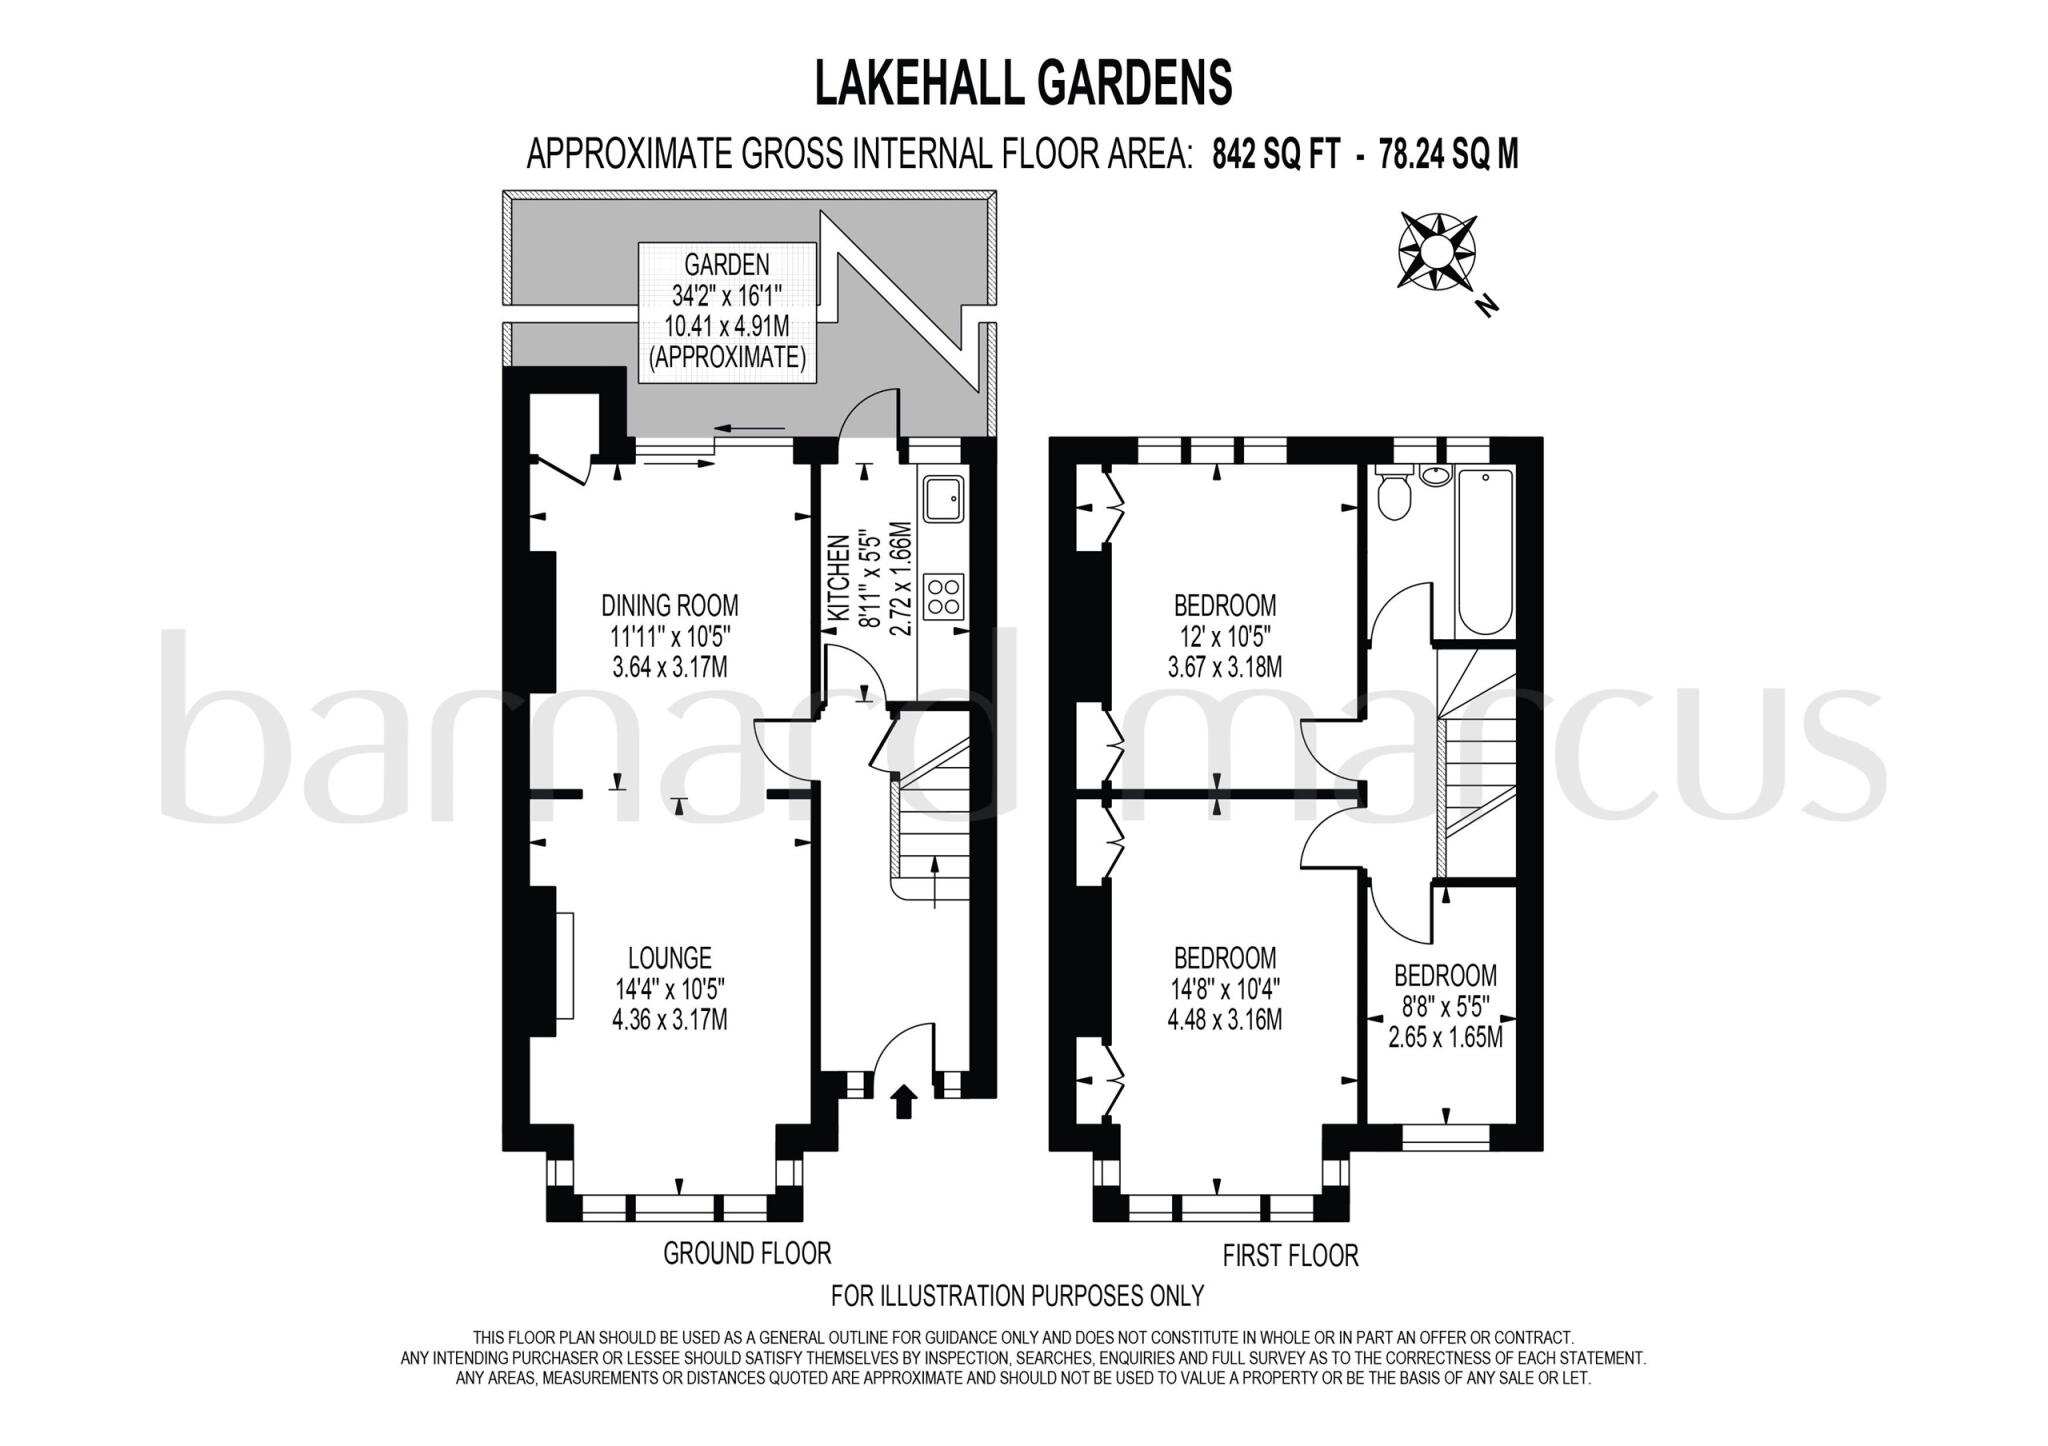 LAKEHALL GARDENS
APPROXIMATE GROSS INTERNAL FLOOR AREA: 842 SQ FT - 78.24 SQ M
N
GARDEN
34'2" x 16'1"
10.41 x 4.91M
(APPROXIMATE)
KITCHEN
8'11" x 5'5"
2.72 x 1.66M
DINING ROOM
11'11" x 10'5"
3.64 x 3.17M
BEDROOM
12' x 10'5"
3.67 x 3.18M
barnard marcus
LOUNGE
14'4" x 10'5"
4.36 x 3.17M
BEDROOM
14'8" x 10'4"
4.48 x 3.16M
BEDROOM
8'8" x 5'5"
2.65 x 1.65M
GROUND FLOOR
FIRST FLOOR
FOR ILLUSTRATION PURPOSES ONLY
THIS FLOOR PLAN SHOULD BE USED AS A GENERAL OUTLINE FOR GUIDANCE ONLY AND DOES NOT CONSTITUTE IN WHOLE OR IN PART AN OFFER OR CONTRACT.
ANY INTENDING PURCHASER OR LESSEE SHOULD SATISFY THEMSELVES BY INSPECTION, SEARCHES, ENQUIRIES AND FULL SURVEY AS TO THE CORRECTNESS OF EACH STATEMENT.
ANY AREAS, MEASUREMENTS OR DISTANCES QUOTED ARE APPROXIMATE AND SHOULD NOT BE USED TO VALUE A PROPERTY OR BE THE BASIS OF ANY SALE OR LET.